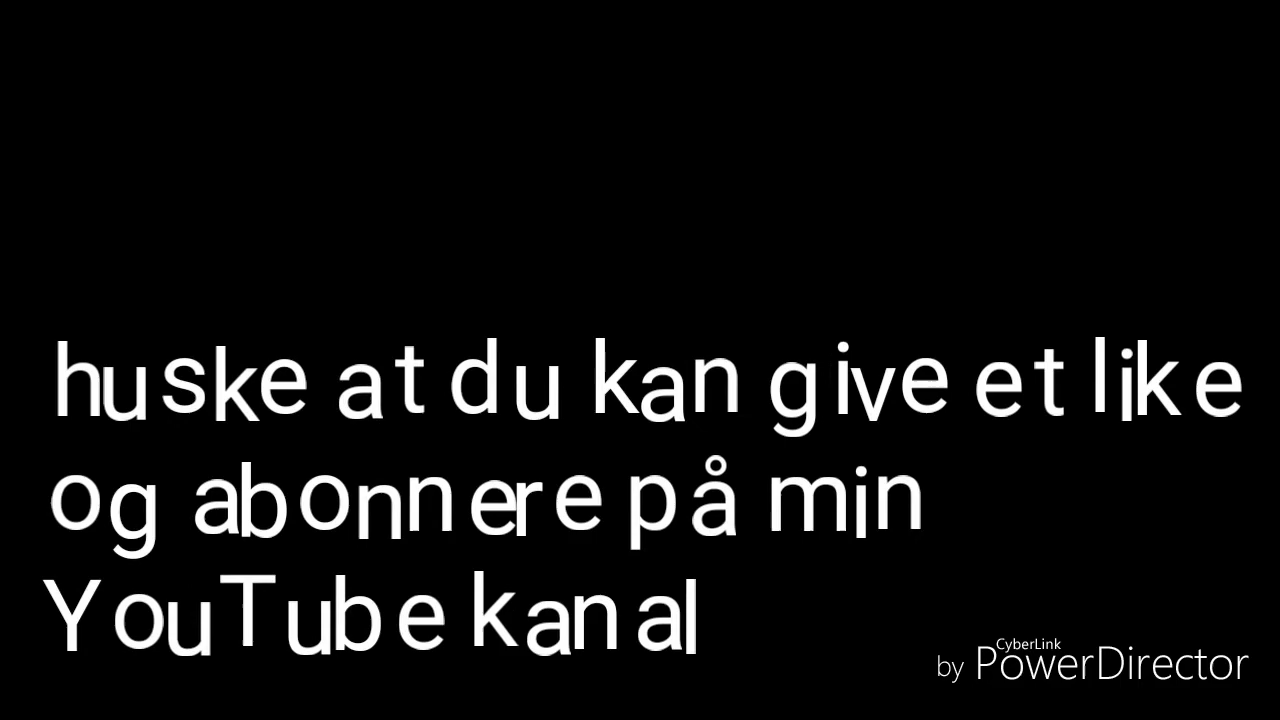 huske at du kan give et like
og abonnere på min
YouTube kanal
by CyberLink PowerDirector